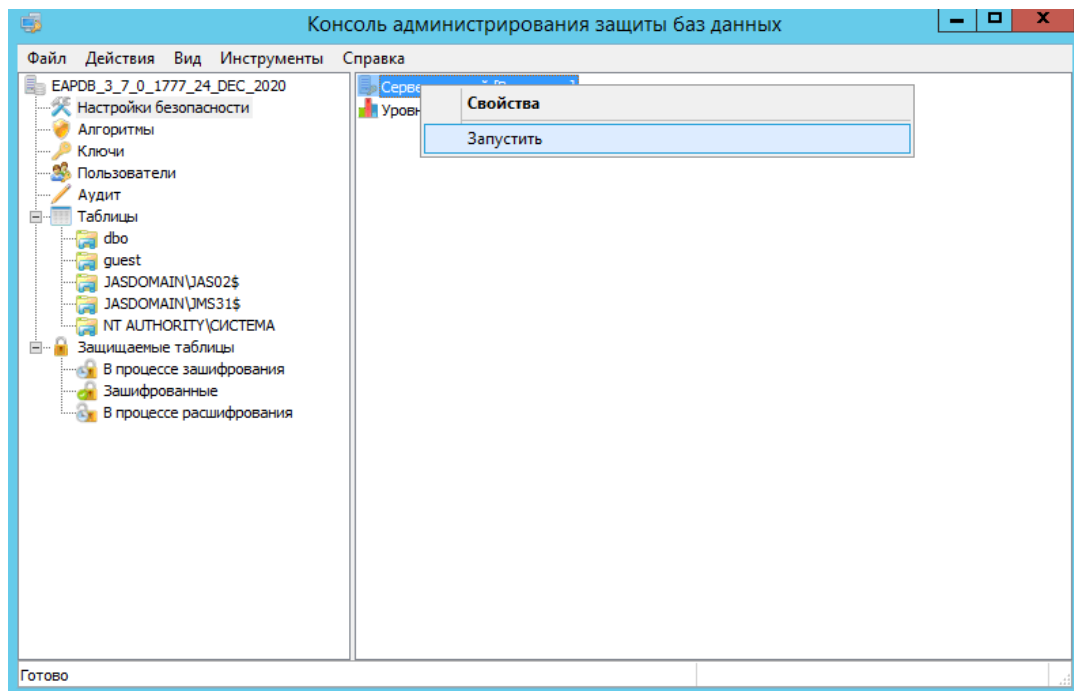 Консоль администрирования защиты баз данных
Файл Действия Вид Инструменты Справка
EAPDB_3_7_0_1777_24_DEC_2020
Настройки безопасности
Алгоритмы
Ключи
Пользователи
Аудит
Таблицы
dbo
guest
JASDOMAIN\JAS02$
JASDOMAIN\JMS31$
NT AUTHORITY\СИСТЕМА
Защищаемые таблицы
В процессе зашифрования
Зашифрованные
В процессе расшифрования
Свойства
Запустить
Готово